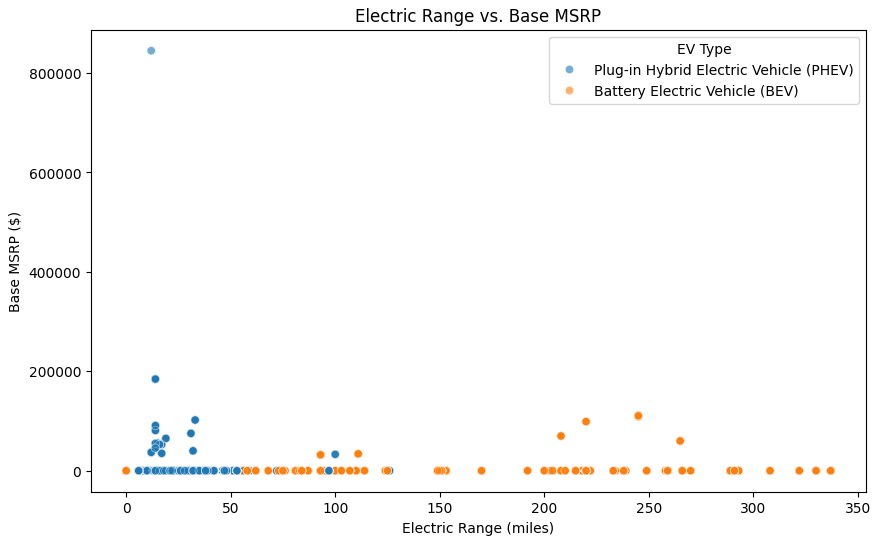 Electric Range vs. Base MSRP
EV Type
Plug-in Hybrid Electric Vehicle (PHEV)
Battery Electric Vehicle (BEV)
800000
600000
400000
200000
0
Base MSRP ($)
0 50 100 150 200 250 300 350
Electric Range (miles)